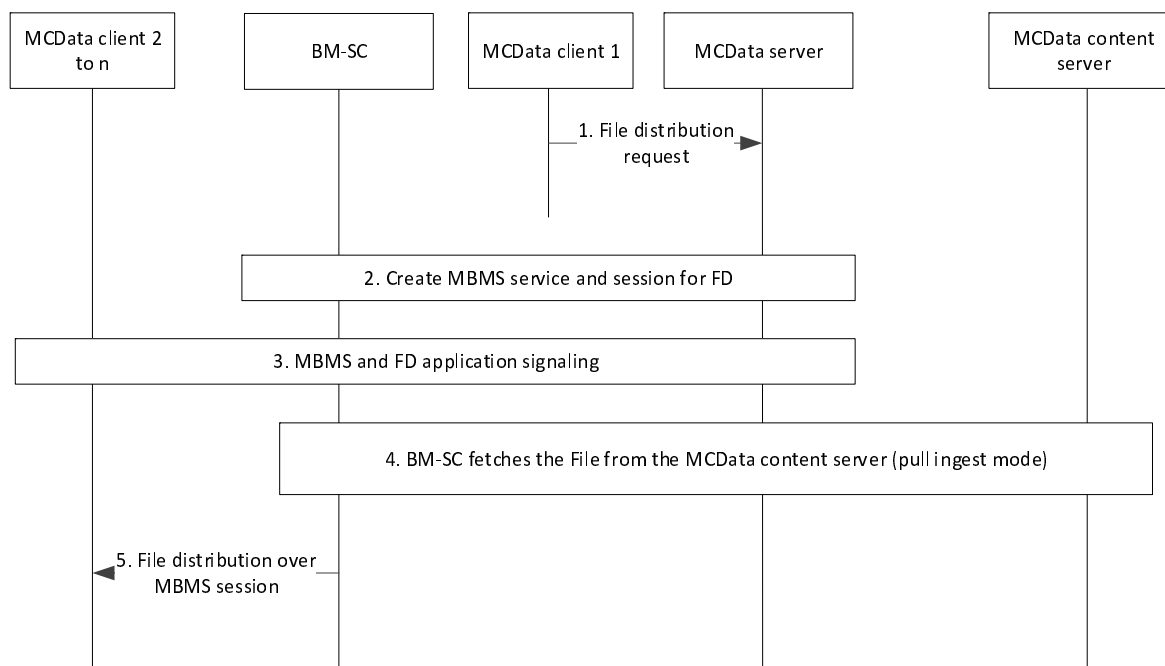 MCData client 2
to n
BM-SC
MCData client 1
MCData server
MCData content
server
1. File distribution
request
2. Create MBMS service and session for FD
3. MBMS and FD application signaling
4. BM-SC fetches the File from the MCData content server (pull ingest mode)
5. File distribution over
MBMS session